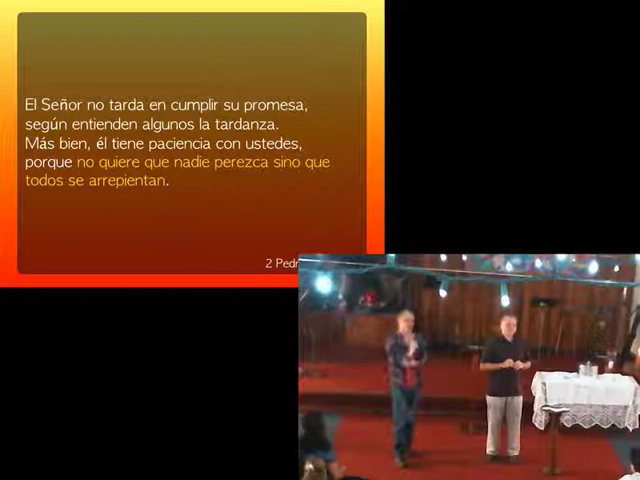 El Señor no tarda en cumplir su promesa,
según entienden algunos la tardanza.
Más bien, él tiene paciencia con ustedes,
porque no quiere que nadie perezca sino que
todos se arrepientan.
2 Pedr